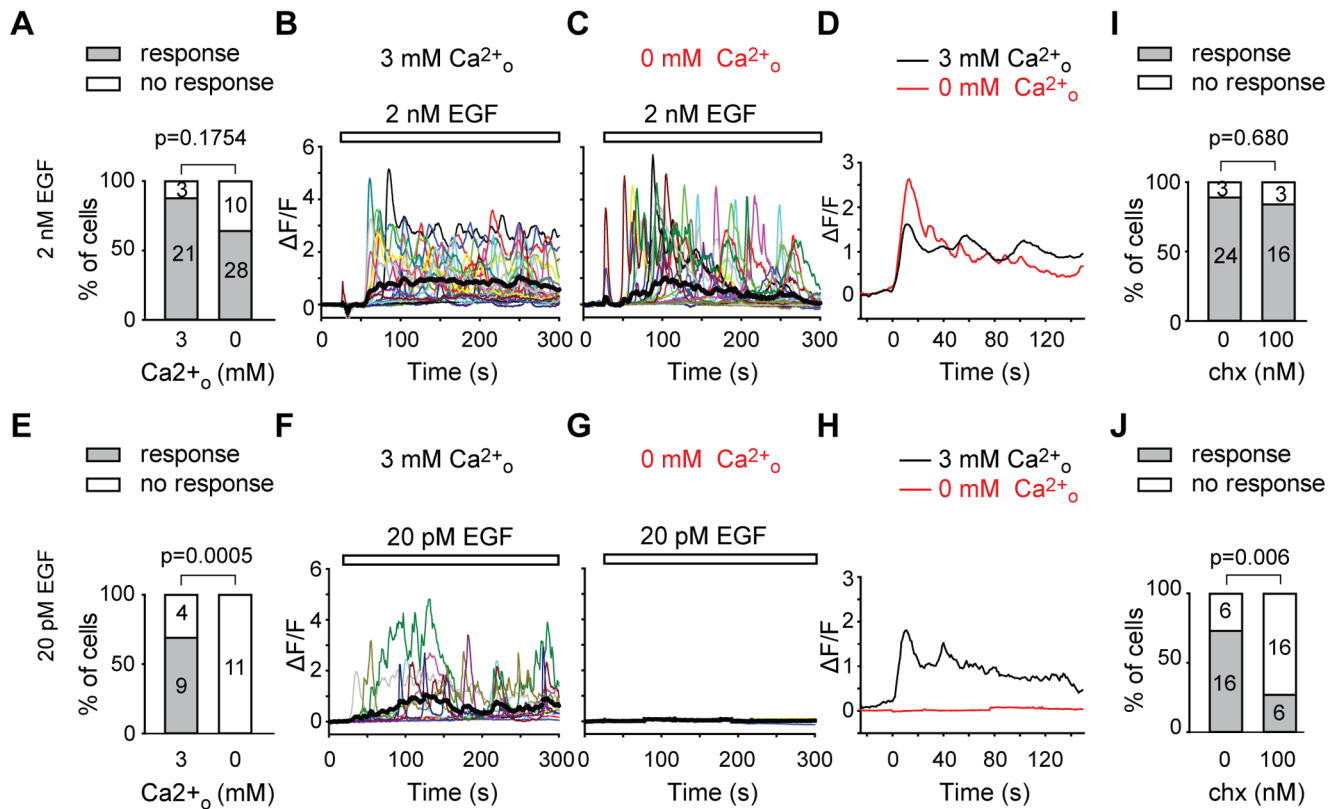 A
response
no response
p=0.1754
2 nM EGF
% of cells
100
50
0
3
21
10
28
3
0
Ca2+o (mM)
B
3 mM Ca2+o
2 nM EGF
ΔF/F
6
4
2
0
0
100
200
300
Time (s)
C
0 mM Ca2+o
2 nM EGF
0
100
200
300
Time (s)
D
3 mM Ca2+o
0 mM Ca2+o
ΔF/F
3
2
1
0
0
40
80
120
Time (s)
I
response
no response
p=0.680
% of cells
100
50
0
3
24
3
16
0
100
chx (nM)
E
response
no response
p=0.0005
20 pM EGF
% of cells
100
50
0
4
9
11
3
0
Ca2+o (mM)
F
3 mM Ca2+o
20 pM EGF
ΔF/F
6
4
2
0
0
100
200
300
Time (s)
G
0 mM Ca2+o
20 pM EGF
0
100
200
300
Time (s)
H
3 mM Ca2+o
0 mM Ca2+o
ΔF/F
3
2
1
0
0
40
80
120
Time (s)
J
response
no response
p=0.006
% of cells
100
50
0
6
16
16
6
0
100
chx (nM)